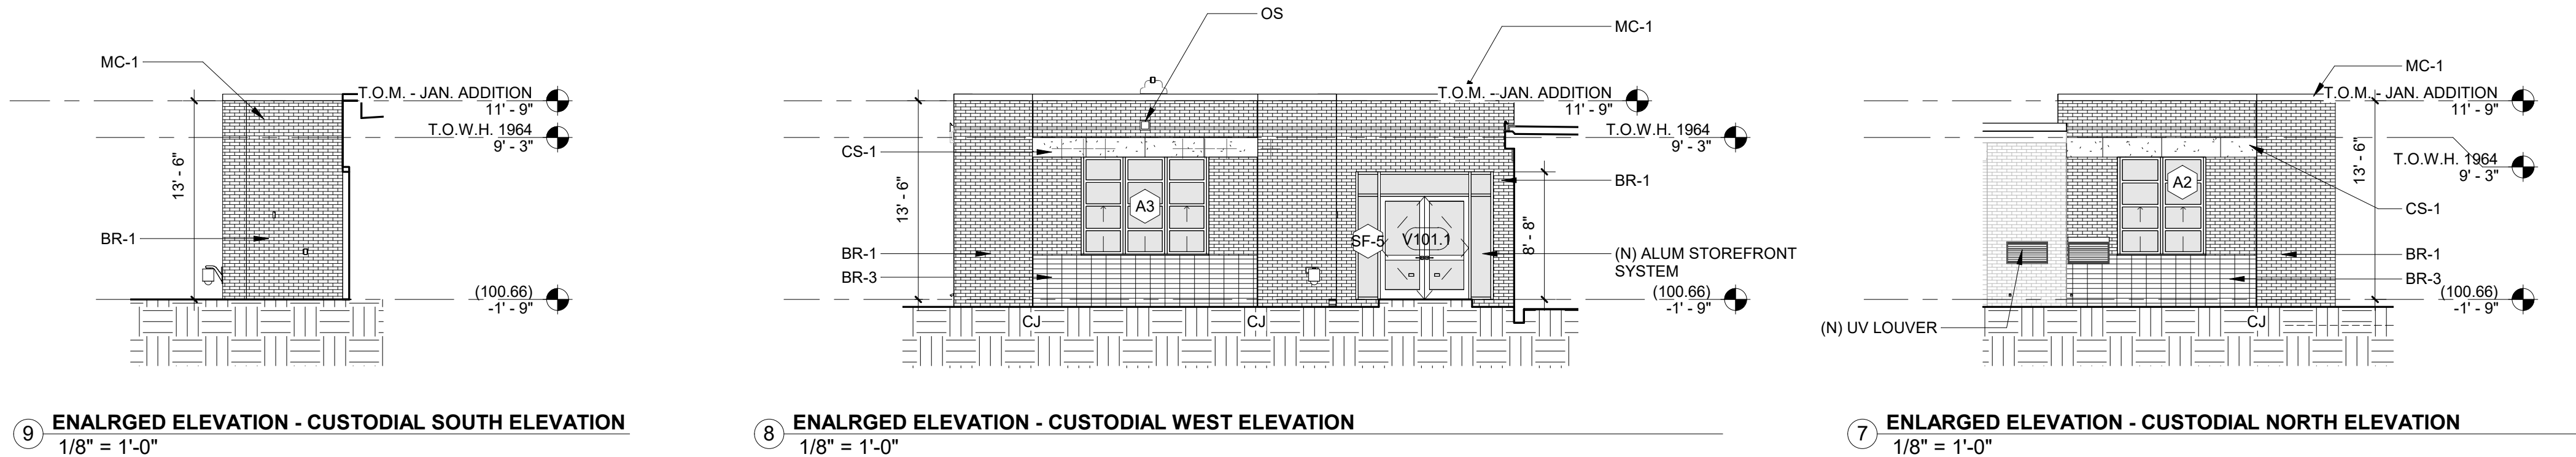 MC-1
T.O.M. - JAN. ADDITION
11' - 9"
T.O.W.H. 1964
9' - 3"
13' - 6"
BR-1
(100.66)
-1' - 9"
9
ENALRGED ELEVATION - CUSTODIAL SOUTH ELEVATION
1/8" = 1'-0"
OS
MC-1
T.O.M. - JAN. ADDITION
11' - 9"
T.O.W.H. 1964
9' - 3"
CS-1
13' - 6"
BR-1
A3
SF-5
V101.1
8' - 8"
BR-1
BR-3
(N) ALUM STOREFRONT
SYSTEM
(100.66)
-1' - 9"
CJ
CJ
8
ENALRGED ELEVATION - CUSTODIAL WEST ELEVATION
1/8" = 1'-0"
MC-1
T.O.M. - JAN. ADDITION
11' - 9"
T.O.W.H. 1964
9' - 3"
13' - 6"
A2
CS-1
BR-1
BR-3
(100.66)
-1' - 9"
(N) UV LOUVER
CJ
7
ENLARGED ELEVATION - CUSTODIAL NORTH ELEVATION
1/8" = 1'-0"